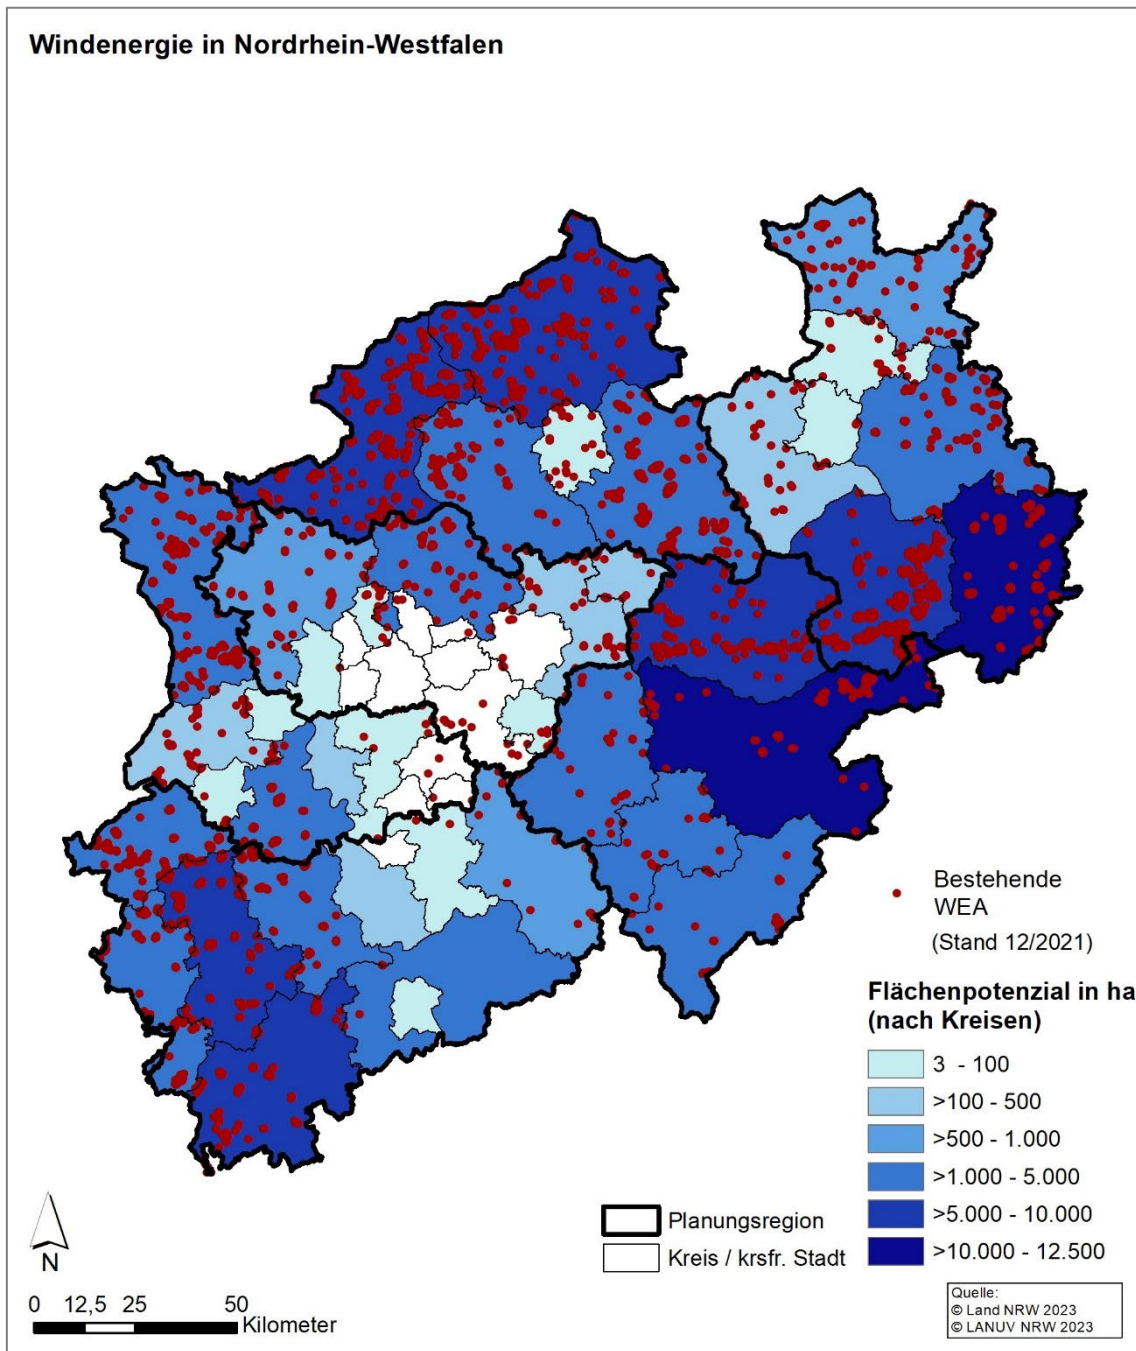 Windenergie in Nordrhein-Westfalen
Bestehende
WEA
(Stand 12/2021)
Flächenpotenzial in ha
(nach Kreisen)
3 - 100
>100 - 500
>500 - 1.000
>1.000 - 5.000
>5.000 - 10.000
>10.000 - 12.500
Planungsregion
Kreis / krsfr. Stadt
N
0 12,5 25 50
Kilometer
Quelle:
© Land NRW 2023
© LANUV NRW 2023